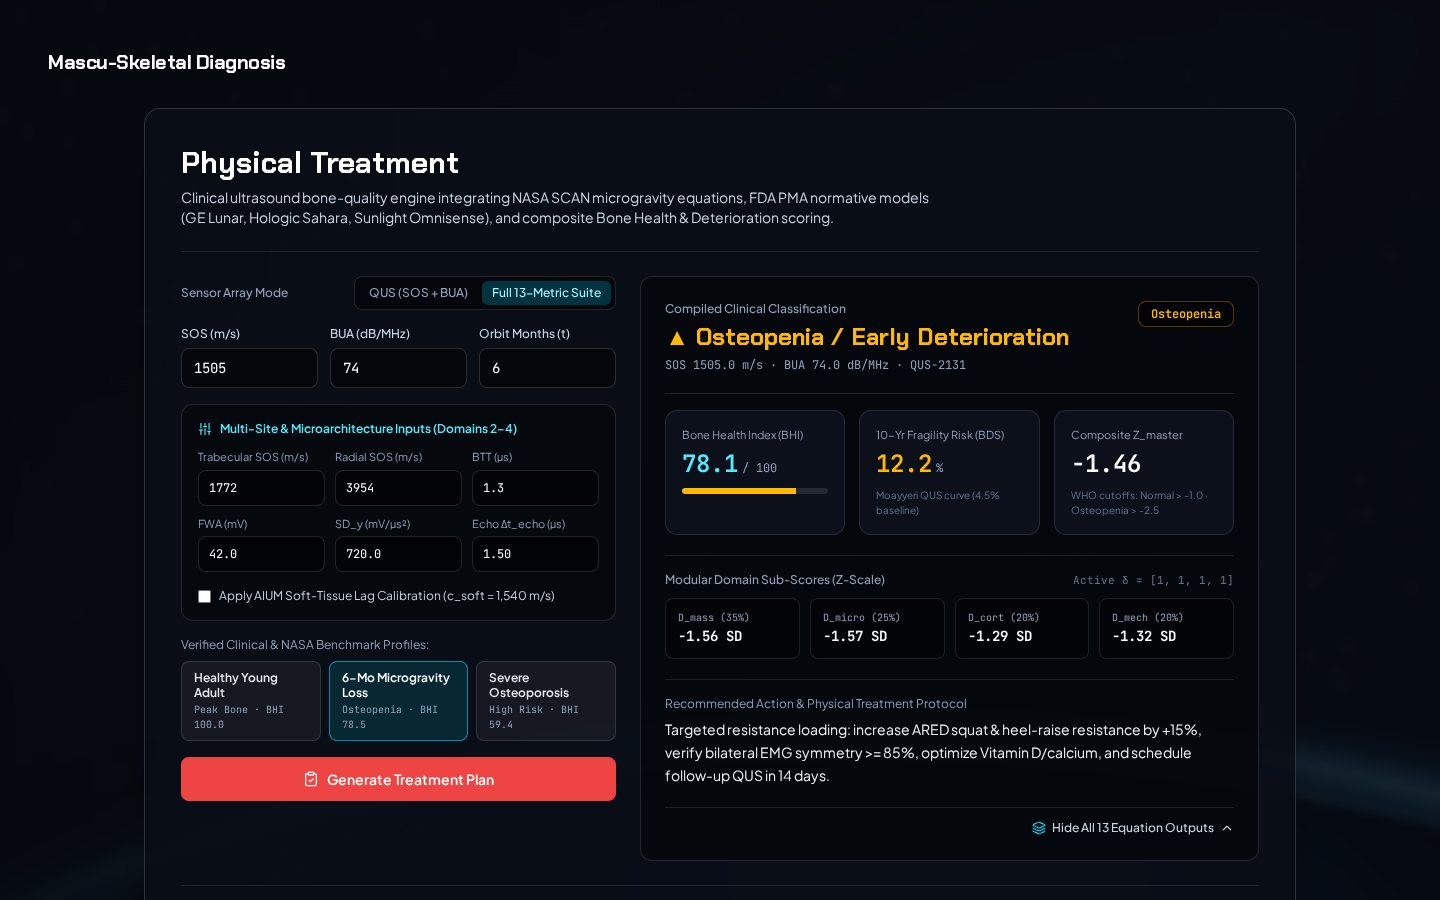 Mascu-Skeletal Diagnosis
Physical Treatment
Clinical ultrasound bone-quality engine integrating NASA SCAN microgravity equations, FDA PMA normative models
(GE Lunar, Hologic Sahara, Sunlight Omnisense), and composite Bone Health & Deterioration scoring.
Sensor Array Mode
QUS (SOS + BUA)
Full 13-Metric Suite
SOS (m/s)
BUA (dB/MHz)
Orbit Months (t)
1505
74
6
Multi-Site & Microarchitecture Inputs (Domains 2-4)
Trabecular SOS (m/s)
Radial SOS (m/s)
BTT (µs)
1772
3954
1.3
FWA (mV)
SD_y (mV/µs²)
Echo Δt_echo (µs)
42.0
720.0
1.50
Apply AIUM Soft-Tissue Lag Calibration (c_soft = 1,540 m/s)
Verified Clinical & NASA Benchmark Profiles:
Healthy Young
Adult
Peak Bone · BHI
100.0
6-Mo Microgravity
Loss
Osteopenia · BHI
78.5
Severe
Osteoporosis
High Risk · BHI
59.4
Generate Treatment Plan
Compiled Clinical Classification
Osteopenia
▲ Osteopenia / Early Deterioration
SOS 1505.0 m/s · BUA 74.0 dB/MHz · QUS-2131
Bone Health Index (BHI)
78.1 / 100
10-Yr Fragility Risk (BDS)
12.2 %
Moayyeri QUS curve (4.5%
baseline)
Composite Z_master
-1.46
WHO cutoffs: Normal > -1.0 ·
Osteopenia > -2.5
Modular Domain Sub-Scores (Z-Scale)
Active δ = [1, 1, 1, 1]
D_mass (35%)
-1.56 SD
D_micro (25%)
-1.57 SD
D_cort (20%)
-1.29 SD
D_mech (20%)
-1.32 SD
Recommended Action & Physical Treatment Protocol
Targeted resistance loading: increase ARED squat & heel-raise resistance by +15%,
verify bilateral EMG symmetry >= 85%, optimize Vitamin D/calcium, and schedule
follow-up QUS in 14 days.
Hide All 13 Equation Outputs